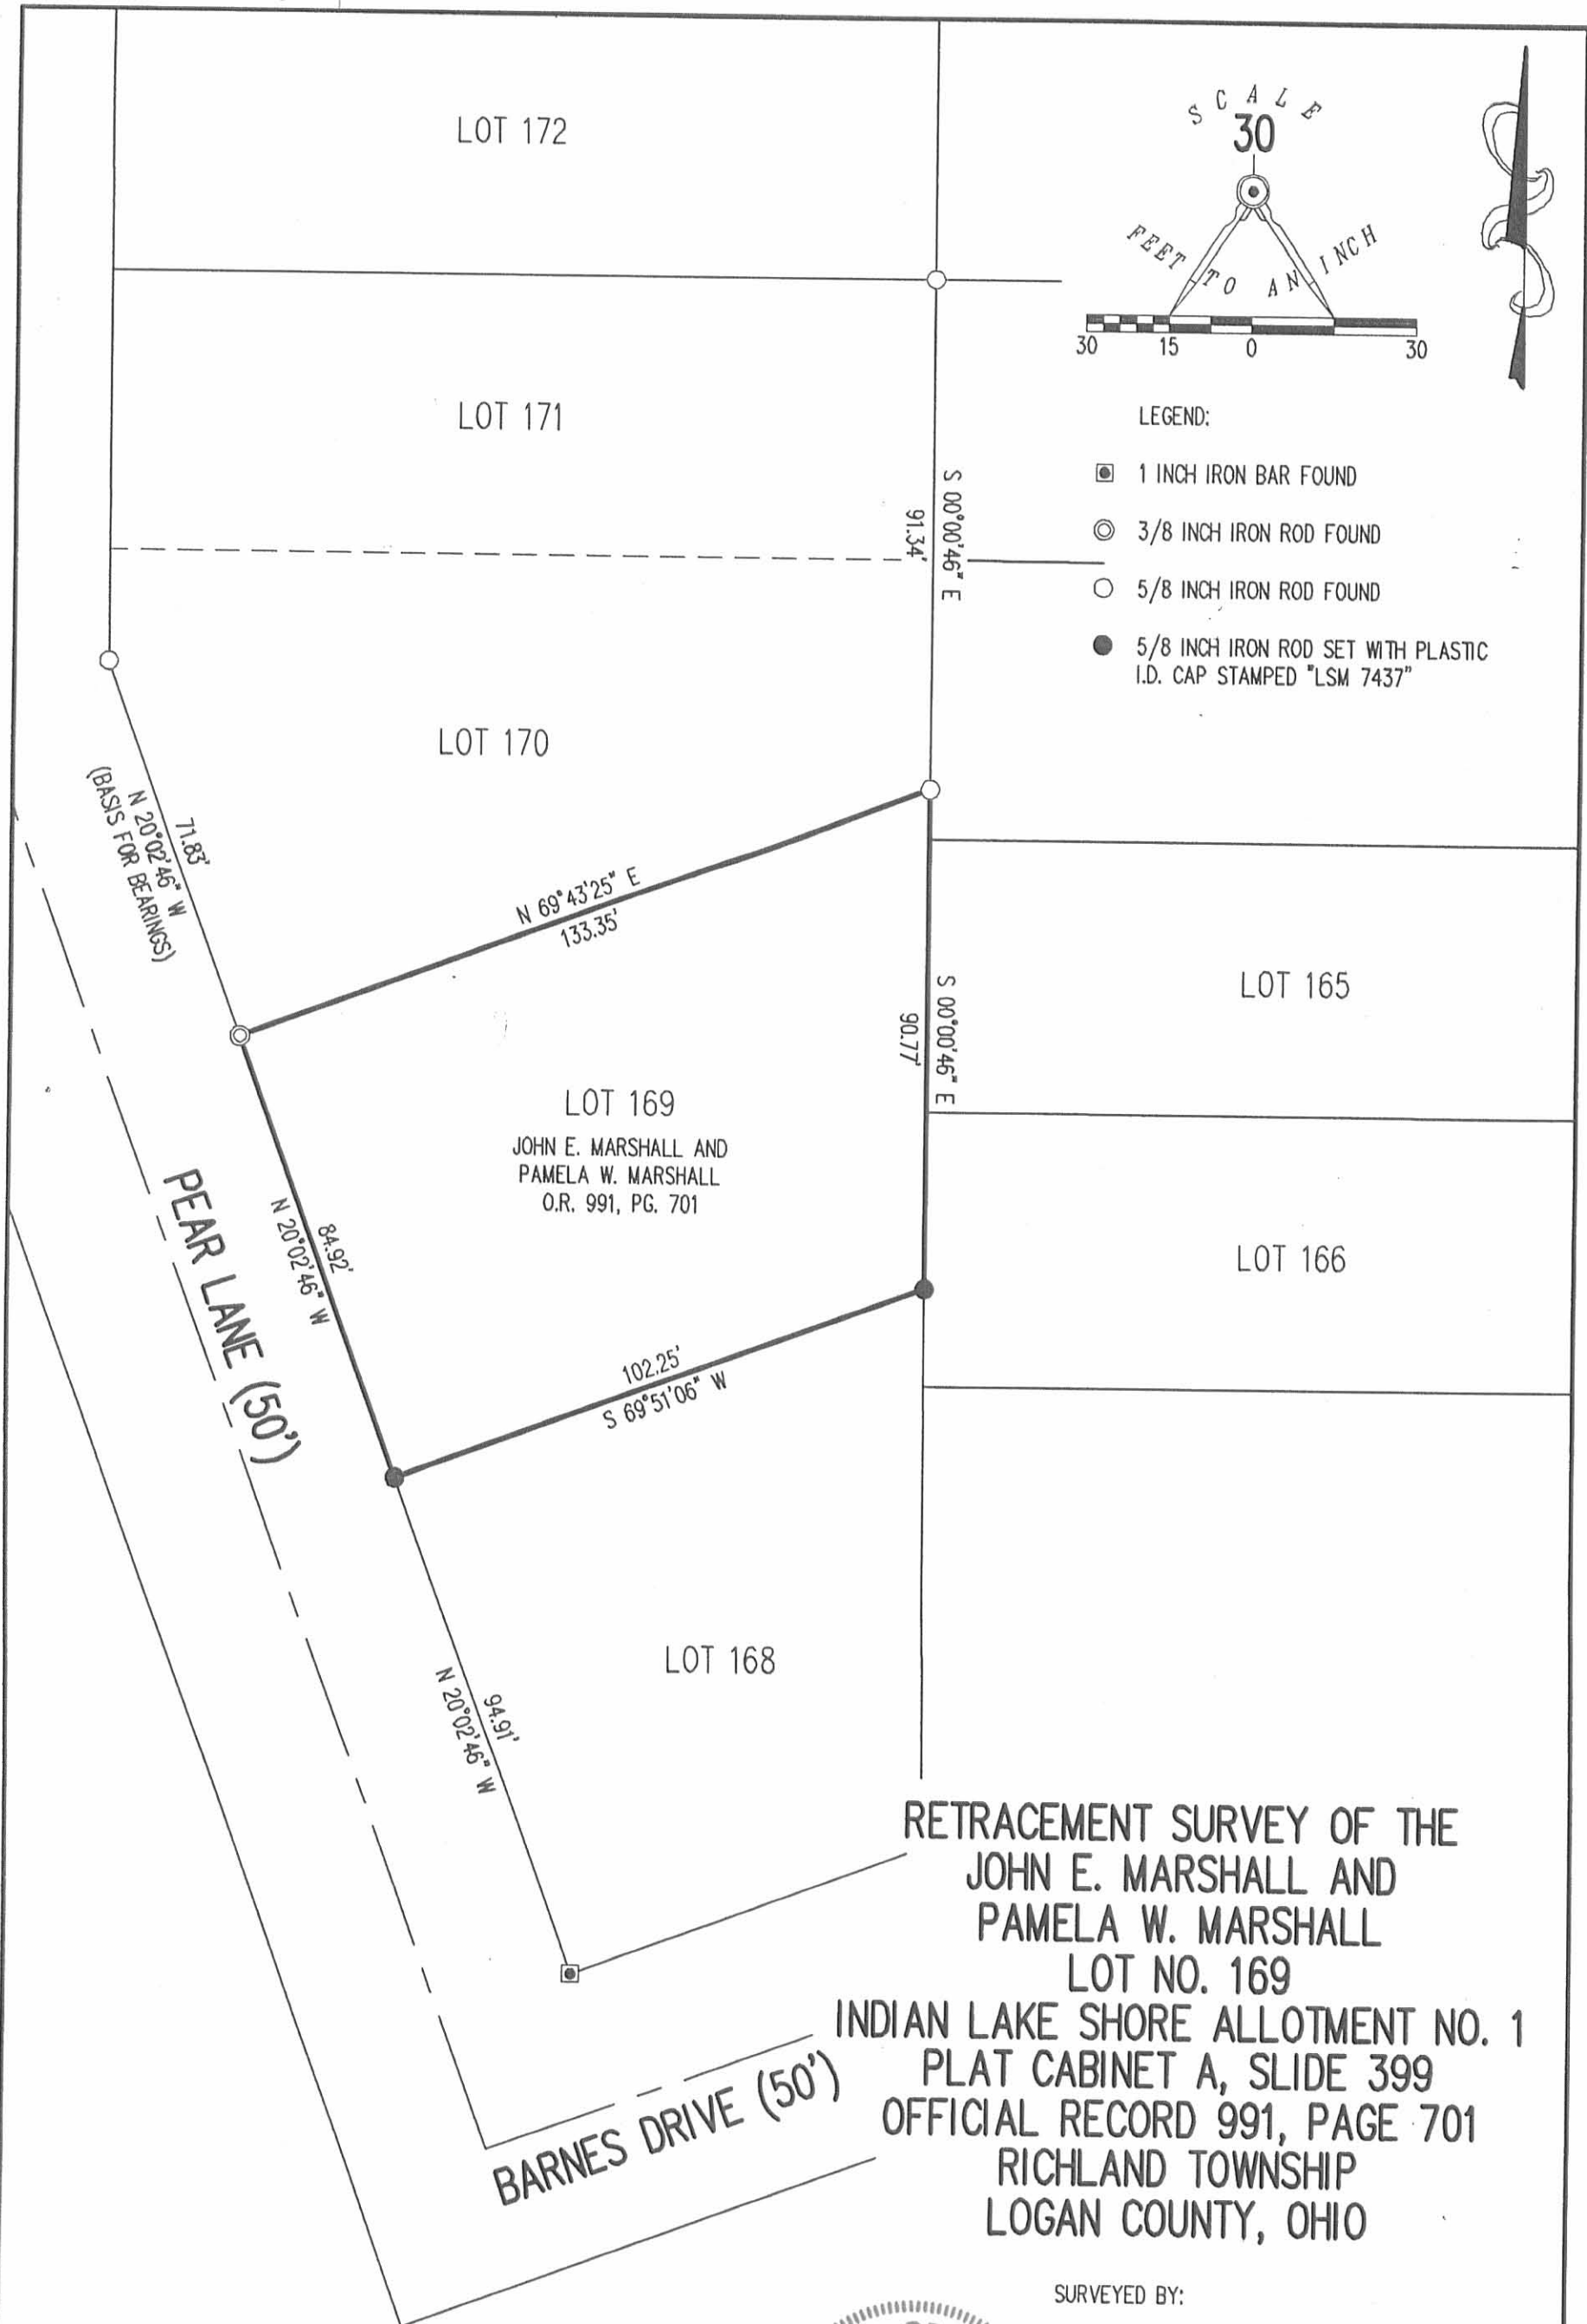 LOT 172
SCALE
30
FEET TO AN INCH
30 15 0 30
LOT 171
LEGEND:
1 INCH IRON BAR FOUND
3/8 INCH IRON ROD FOUND
5/8 INCH IRON ROD FOUND
5/8 INCH IRON ROD SET WITH PLASTIC
I.D. CAP STAMPED "LSM 7437"
S 00°00'46" E
91.34'
LOT 170
71.83'
N 20°02'46" W
(BASIS FOR BEARINGS)
N 69°43'25" E
133.35'
S 00°00'46" E
90.77'
LOT 165
LOT 169
JOHN E. MARSHALL AND
PAMELA W. MARSHALL
O.R. 991, PG. 701
84.92'
N 20°02'46" W
PEAR LANE (50')
LOT 166
102.25'
S 69°51'06" W
LOT 168
94.91'
N 20°02'46" W
RETRACEMENT SURVEY OF THE
JOHN E. MARSHALL AND
PAMELA W. MARSHALL
LOT NO. 169
INDIAN LAKE SHORE ALLOTMENT NO. 1
PLAT CABINET A, SLIDE 399
OFFICIAL RECORD 991, PAGE 701
RICHLAND TOWNSHIP
LOGAN COUNTY, OHIO
BARNES DRIVE (50')
SURVEYED BY: